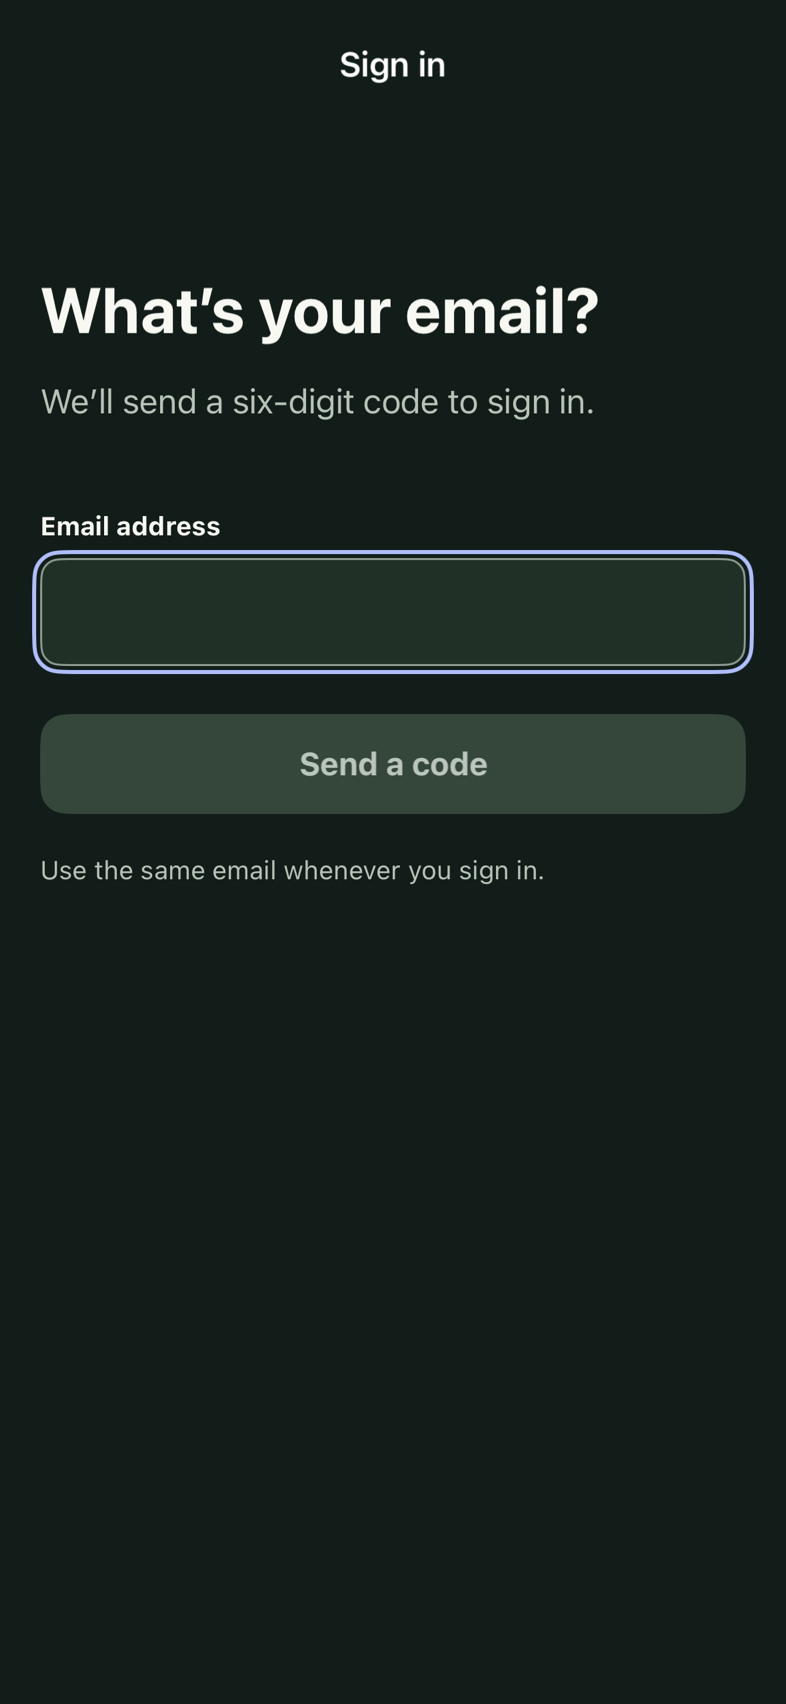 Sign in
What’s your email?
We’ll send a six-digit code to sign in.
Email address
Send a code
Use the same email whenever you sign in.